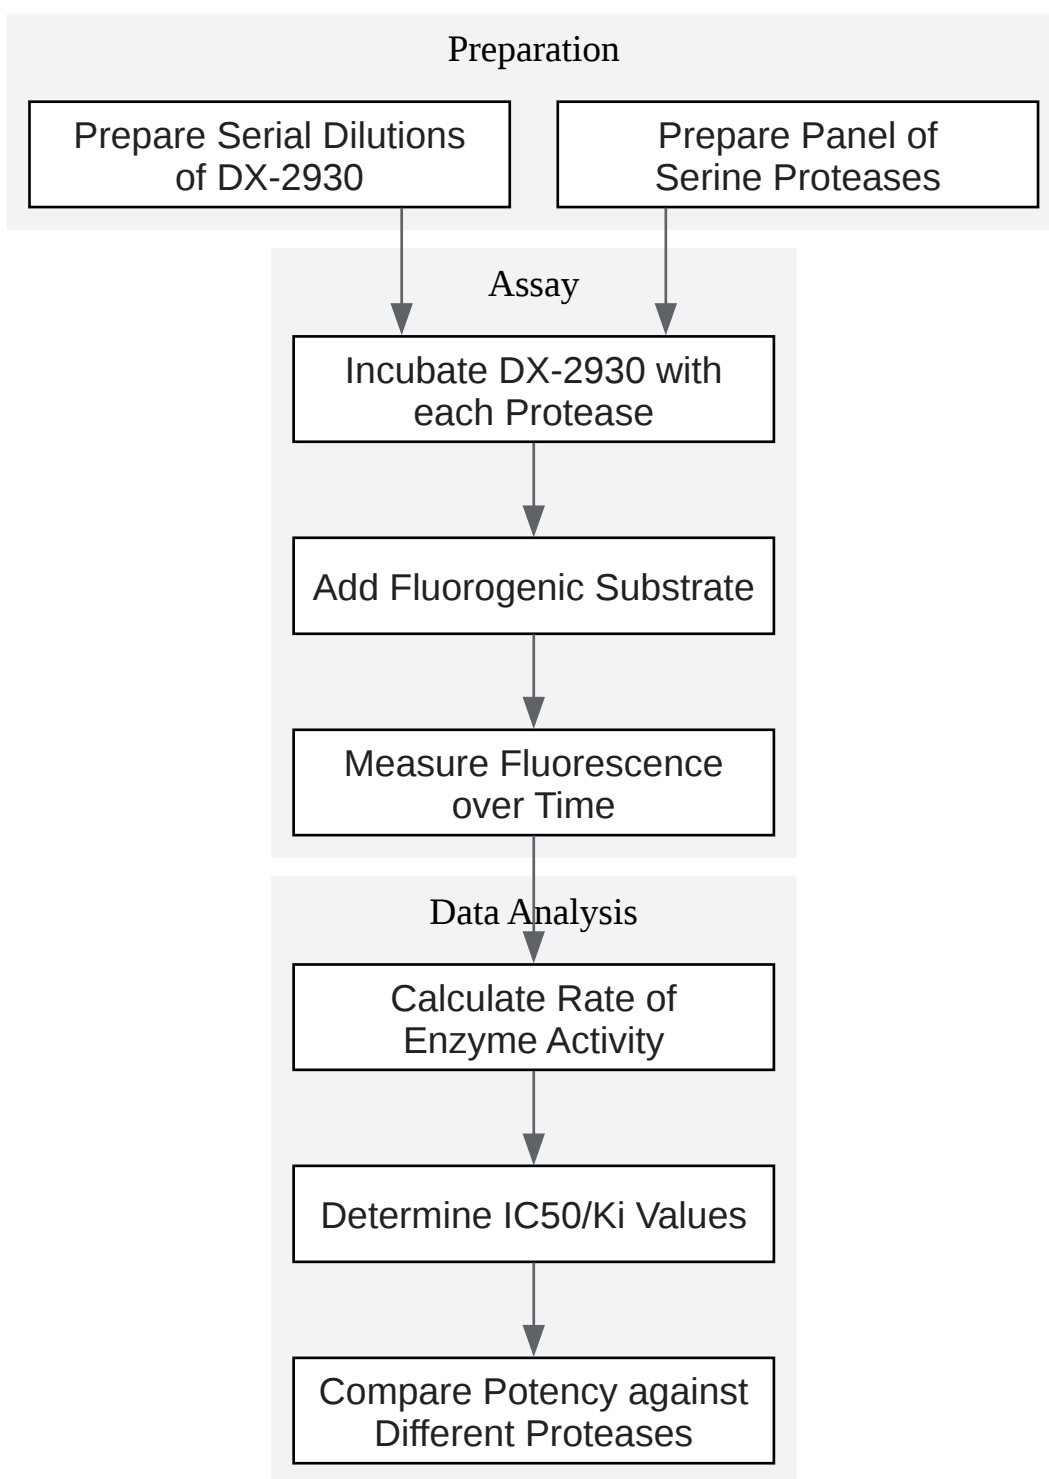 Preparation
Prepare Serial Dilutions
of DX-2930
Prepare Panel of
Serine Proteases
Assay
Incubate DX-2930 with
each Protease
Add Fluorogenic Substrate
Measure Fluorescence
over Time
Data Analysis
Calculate Rate of
Enzyme Activity
Determine IC50/Ki Values
Compare Potency against
Different Proteases